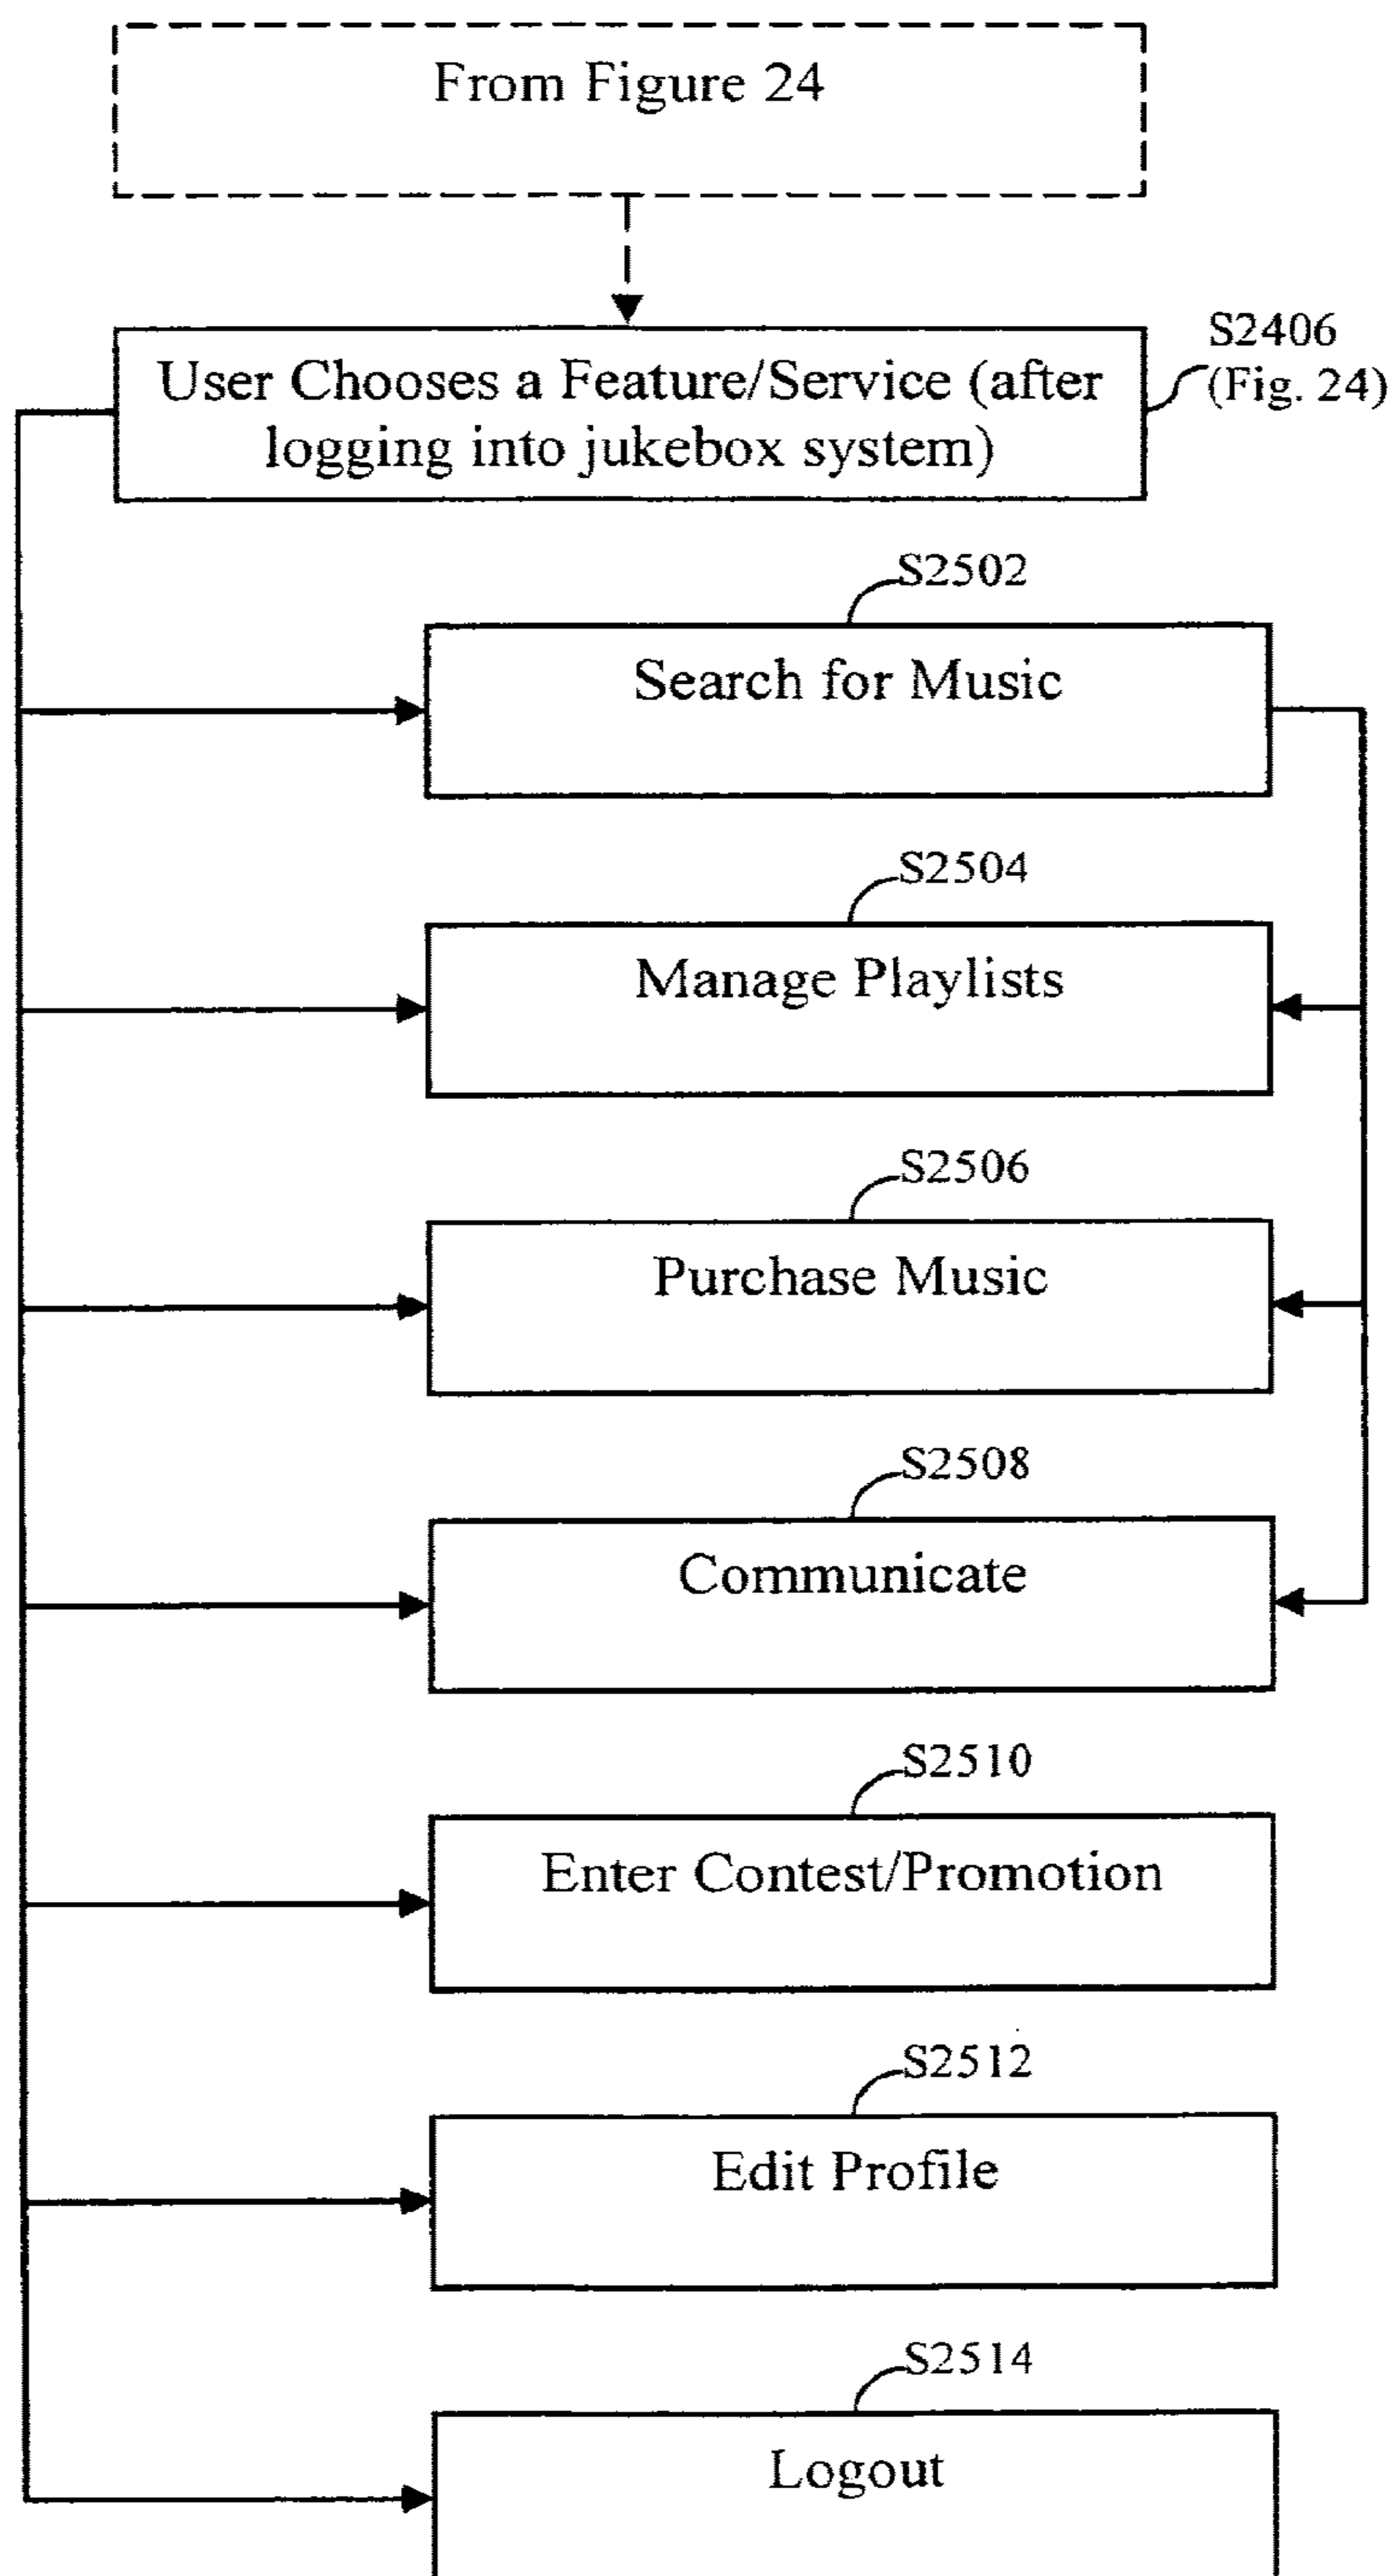 From Figure 24
User Chooses a Feature/Service (after
logging into jukebox system)
S2406
(Fig. 24)
S2502
Search for Music
S2504
Manage Playlists
S2506
Purchase Music
S2508
Communicate
S2510
Enter Contest/Promotion
S2512
Edit Profile
S2514
Logout